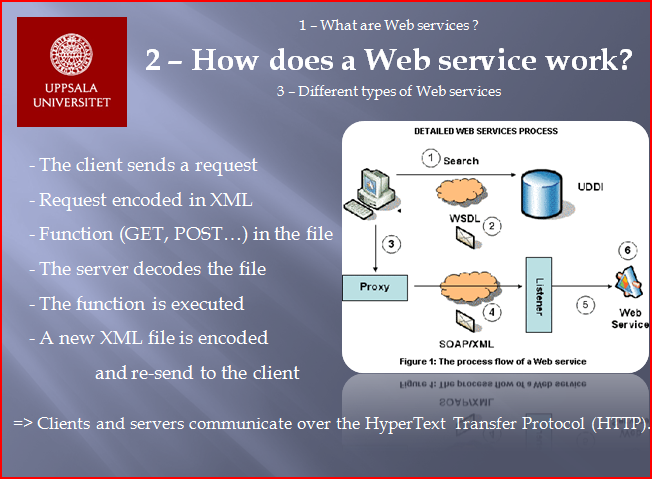 1 – What are Web services ?
2 – How does a Web service work?
3 – Different types of Web services
UPPSALA
UNIVERSITET
- The client sends a request
- Request encoded in XML
- Function (GET, POST…) in the file
- The server decodes the file
- The function is executed
- A new XML file is encoded
and re-send to the client
DETAILED WEB SERVICES PROCESS
1 Search
UDDI
WSDL 2
3
6
Proxy
Listener
4
5
Web
Service
SOAP/XML
Figure 1: The process flow of a Web service
=> Clients and servers communicate over the HyperText Transfer Protocol (HTTP).